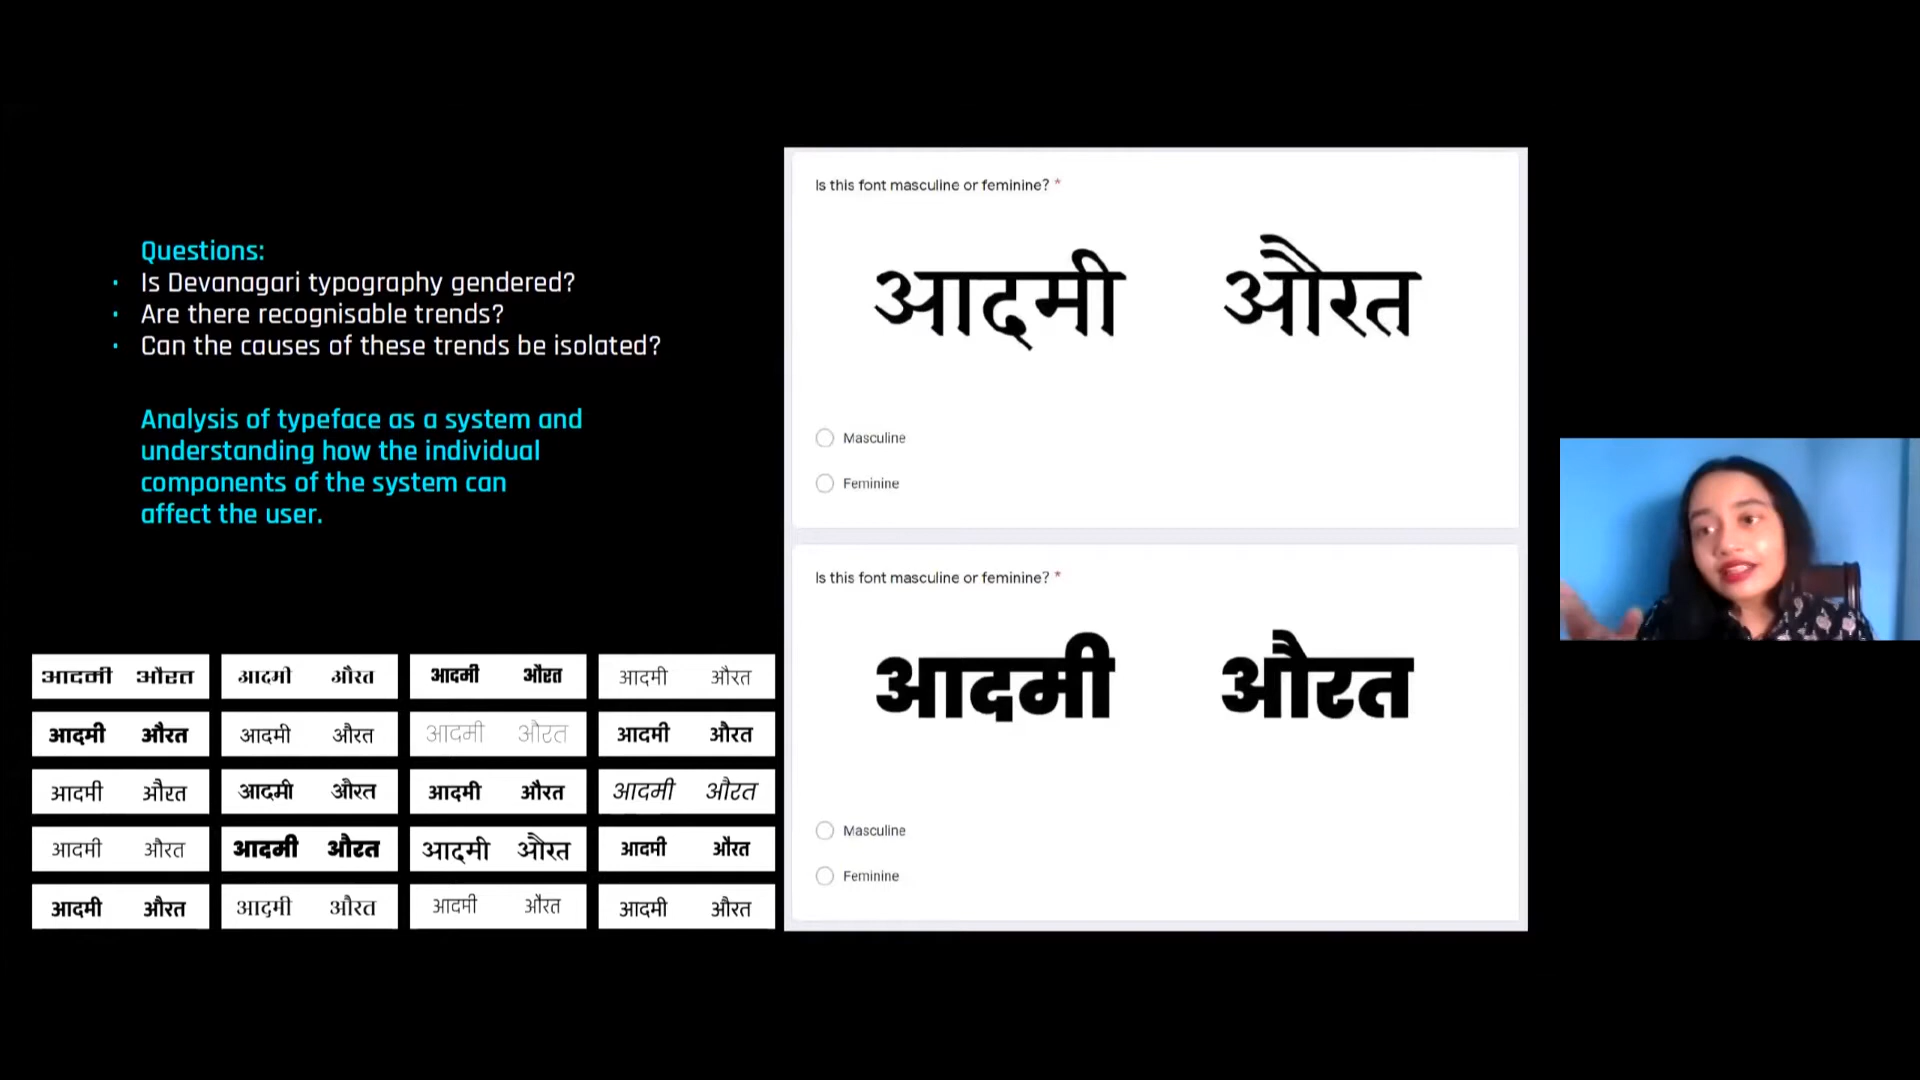 Questions:
· Is Devanagari typography gendered?
· Are there recognisable trends?
· Can the causes of these trends be isolated?
Analysis of typeface as a system and
understanding how the individual
components of the system can
affect the user.
आदमी औरत आदमी औरत आदमी औरत आदमी औरत
आदमी औरत आदमी औरत आदमी औरत आदमी औरत
आदमी औरत आदमी औरत आदमी औरत आदमी औरत
आदमी औरत आदमी औरत आदमी औरत आदमी औरत
आदमी औरत आदमी औरत आदमी औरत आदमी औरत
Is this font masculine or feminine? *
आदमी औरत
Masculine
Feminine
Is this font masculine or feminine? *
आदमी औरत
Masculine
Feminine